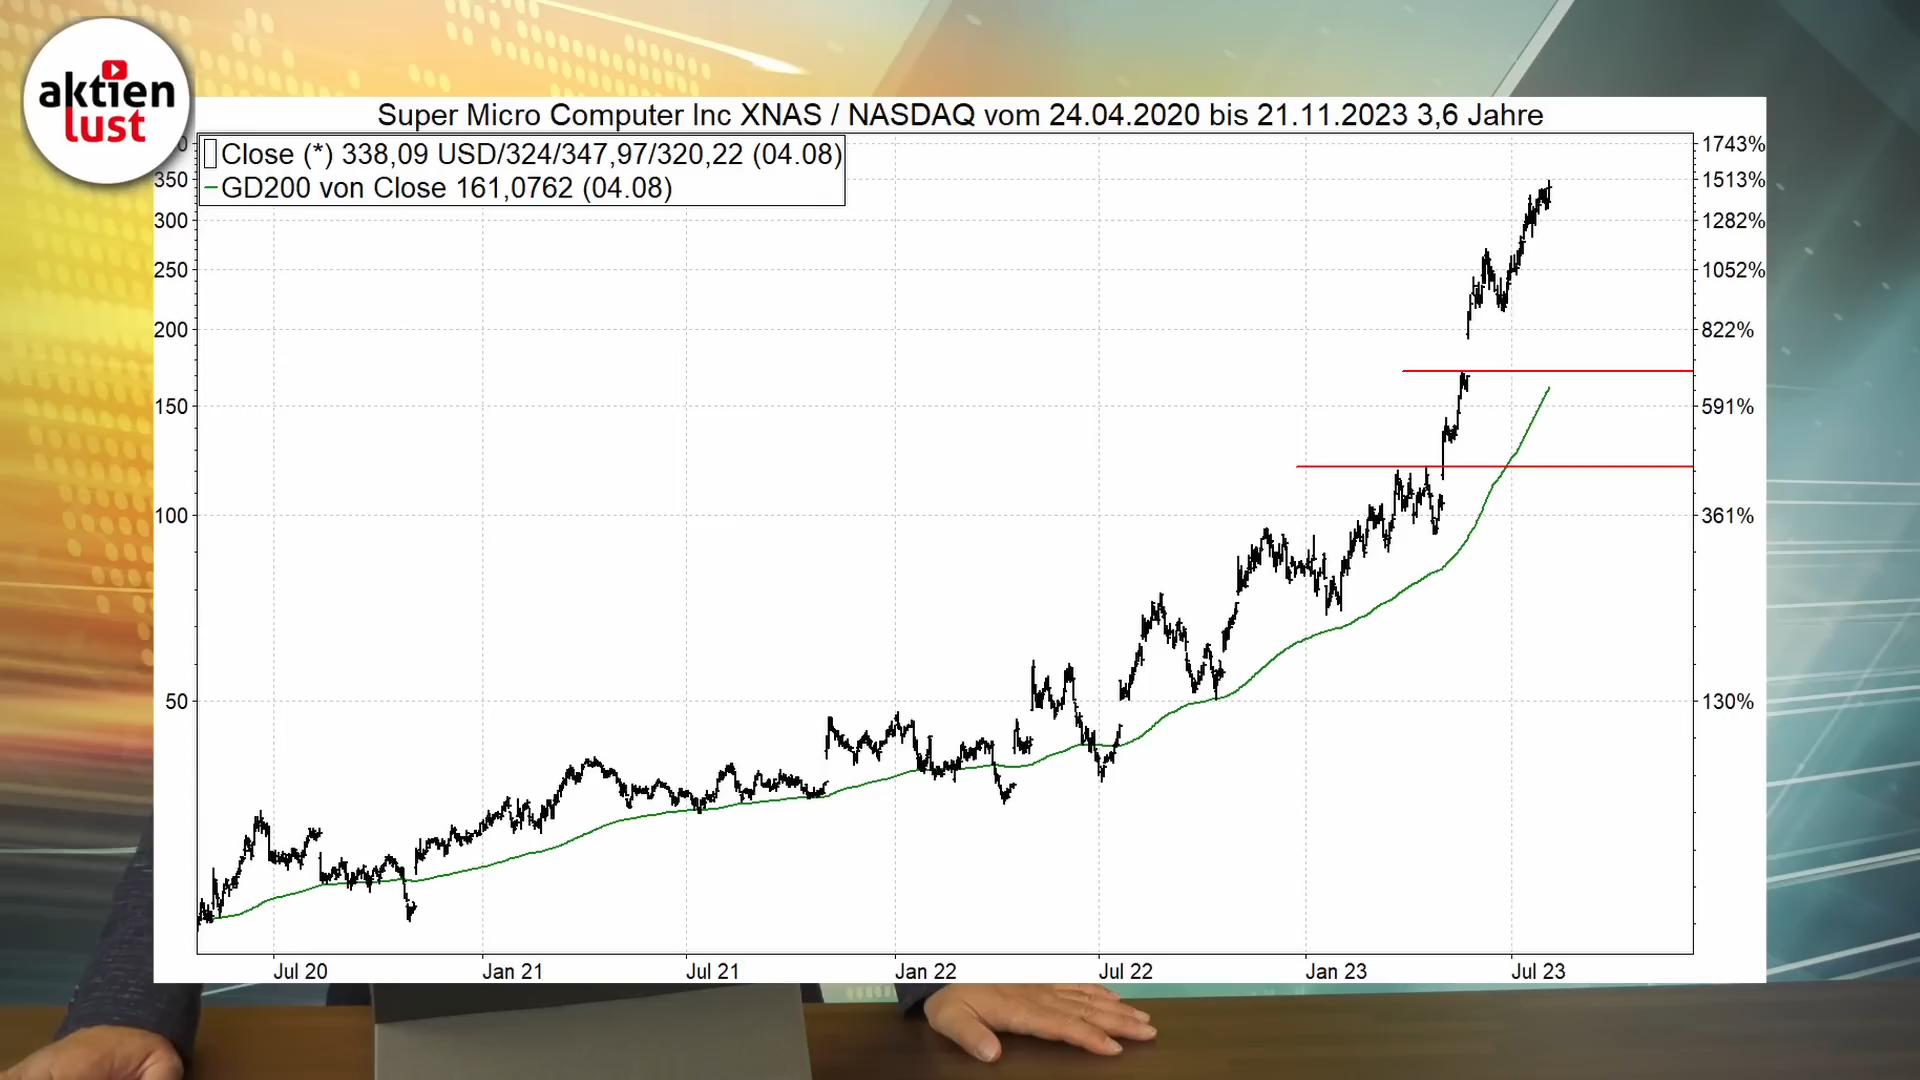 aktien
lust
Super Micro Computer Inc XNAS / NASDAQ vom 24.04.2020 bis 21.11.2023 3,6 Jahre
Close (*) 338,09 USD/324/347,97/320,22 (04.08)
GD200 von Close 161,0762 (04.08)
1743%
350 1513%
300 1282%
250 1052%
200 822%
150 591%
100 361%
50 130%
Jul 20 Jan 21 Jul 21 Jan 22 Jul 22 Jan 23 Jul 23